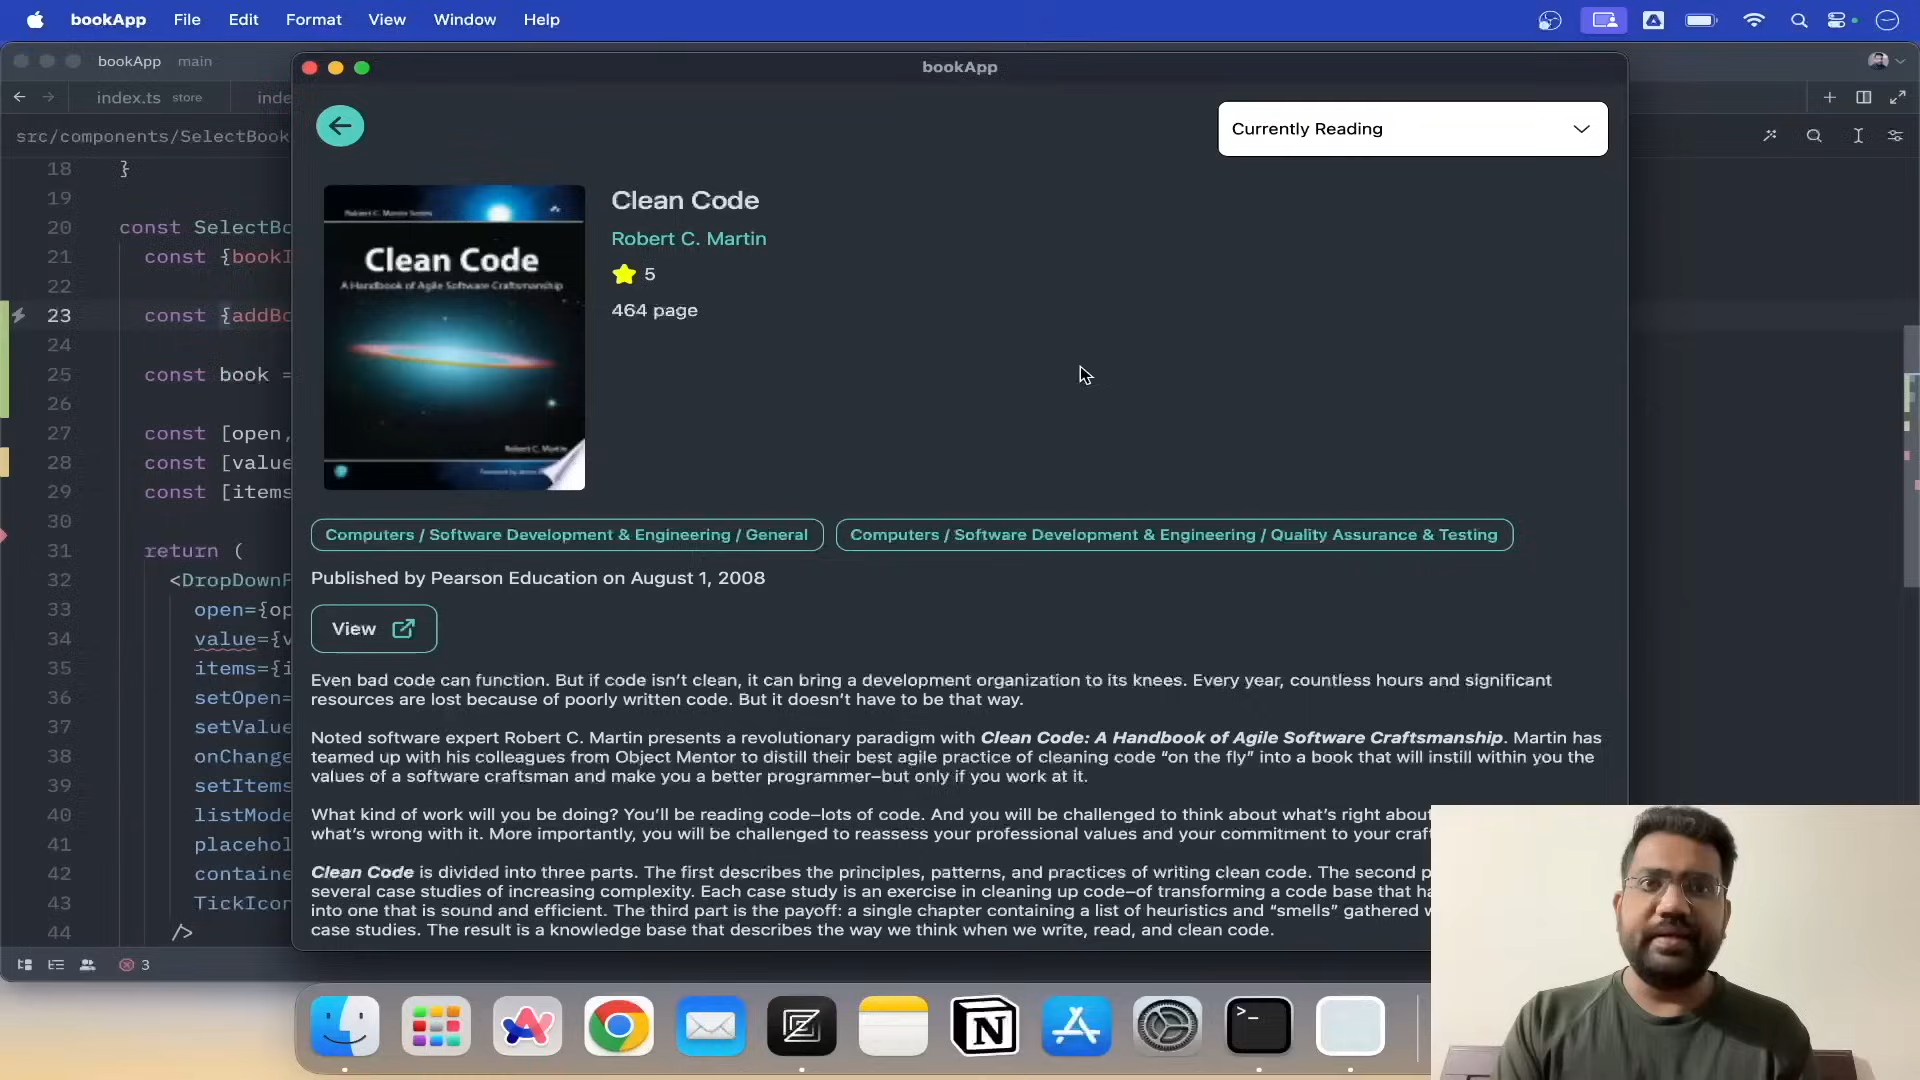 bookApp File Edit Format View Window Help
bookApp main
bookApp
index.ts store
inde
src/components/SelectBook
18 }
19
20 const SelectBo
21 const {bookI
22
23 const {addBo
24
25 const book =
26
27 const [open,
28 const [value
29 const [items
30
31 return (
32 <DropDownP
33 open={op
34 value={v
35 items={i
36 setOpen=
37 setValue
38 onChange
39 setItems
40 listMode
41 placehol
42 containe
43 TickIcon
44 />
3
Currently Reading
Robert C. Martin Series
Clean Code
A Handbook of Agile Software Craftsmanship
Robert C. Martin
Clean Code
Robert C. Martin
5
464 page
Computers / Software Development & Engineering / General
Computers / Software Development & Engineering / Quality Assurance & Testing
Published by Pearson Education on August 1, 2008
View
Even bad code can function. But if code isn’t clean, it can bring a development organization to its knees. Every year, countless hours and significant
resources are lost because of poorly written code. But it doesn’t have to be that way.
Noted software expert Robert C. Martin presents a revolutionary paradigm with Clean Code: A Handbook of Agile Software Craftsmanship. Martin has
teamed up with his colleagues from Object Mentor to distill their best agile practice of cleaning code “on the fly” into a book that will instill within you the
values of a software craftsman and make you a better programmer–but only if you work at it.
What kind of work will you be doing? You’ll be reading code–lots of code. And you will be challenged to think about what’s right about
what’s wrong with it. More importantly, you will be challenged to reassess your professional values and your commitment to your craf
Clean Code is divided into three parts. The first describes the principles, patterns, and practices of writing clean code. The second p
several case studies of increasing complexity. Each case study is an exercise in cleaning up code–of transforming a code base that ha
into one that is sound and efficient. The third part is the payoff: a single chapter containing a list of heuristics and “smells” gathered w
case studies. The result is a knowledge base that describes the way we think when we write, read, and clean code.